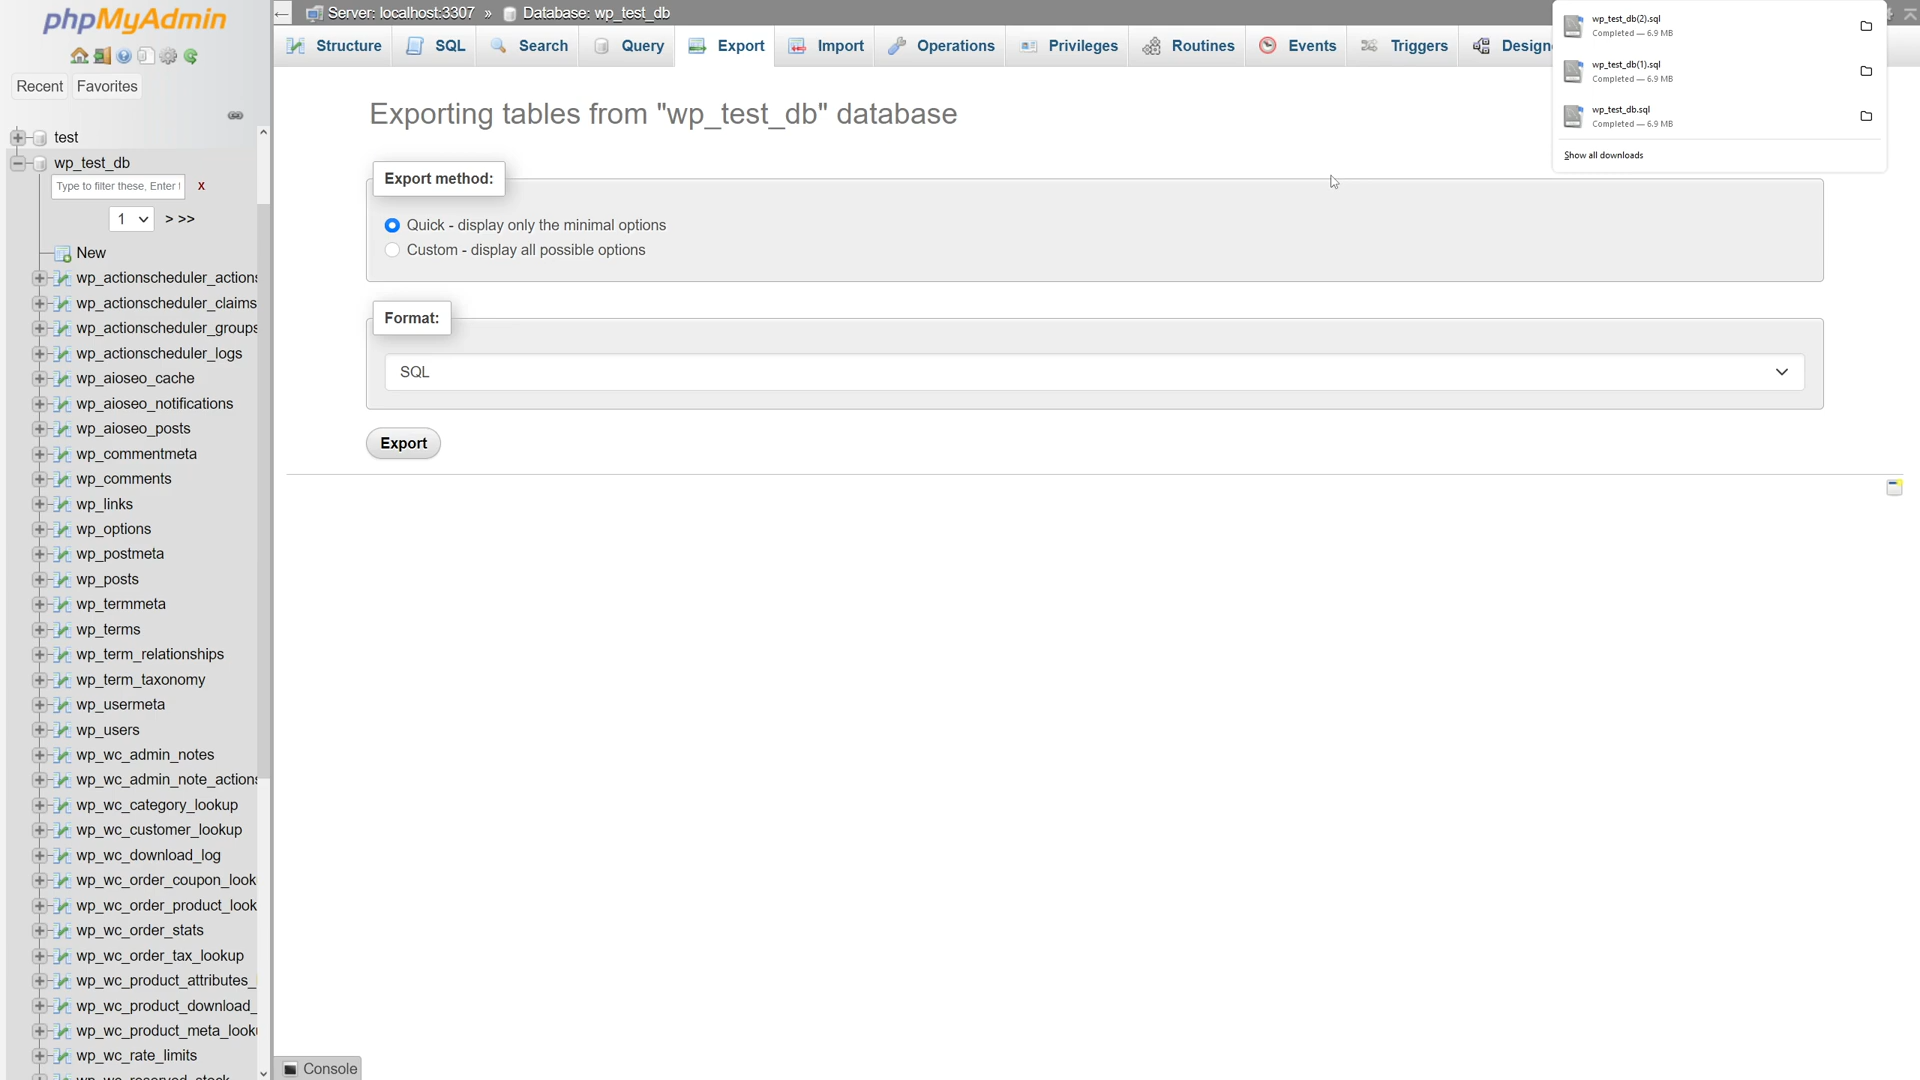 phpMyAdmin
Recent Favorites
test
wp_test_db
Type to filter these, Enter t X
1 > >>
New
wp_actionscheduler_actions
wp_actionscheduler_claims
wp_actionscheduler_groups
wp_actionscheduler_logs
wp_aioseo_cache
wp_aioseo_notifications
wp_aioseo_posts
wp_commentmeta
wp_comments
wp_links
wp_options
wp_postmeta
wp_posts
wp_termmeta
wp_terms
wp_term_relationships
wp_term_taxonomy
wp_usermeta
wp_users
wp_wc_admin_notes
wp_wc_admin_note_actions
wp_wc_category_lookup
wp_wc_customer_lookup
wp_wc_download_log
wp_wc_order_coupon_look
wp_wc_order_product_look
wp_wc_order_stats
wp_wc_order_tax_lookup
wp_wc_product_attributes_
wp_wc_product_download_
wp_wc_product_meta_look
wp_wc_rate_limits
Server: localhost:3307 » Database: wp_test_db
Structure SQL Search Query Export Import Operations Privileges Routines Events Triggers Designe
Exporting tables from "wp_test_db" database
Export method:
Quick - display only the minimal options
Custom - display all possible options
Format:
SQL
Export
Console
wp_test_db(2).sql
Completed — 6.9 MB
wp_test_db(1).sql
Completed — 6.9 MB
wp_test_db.sql
Completed — 6.9 MB
Show all downloads